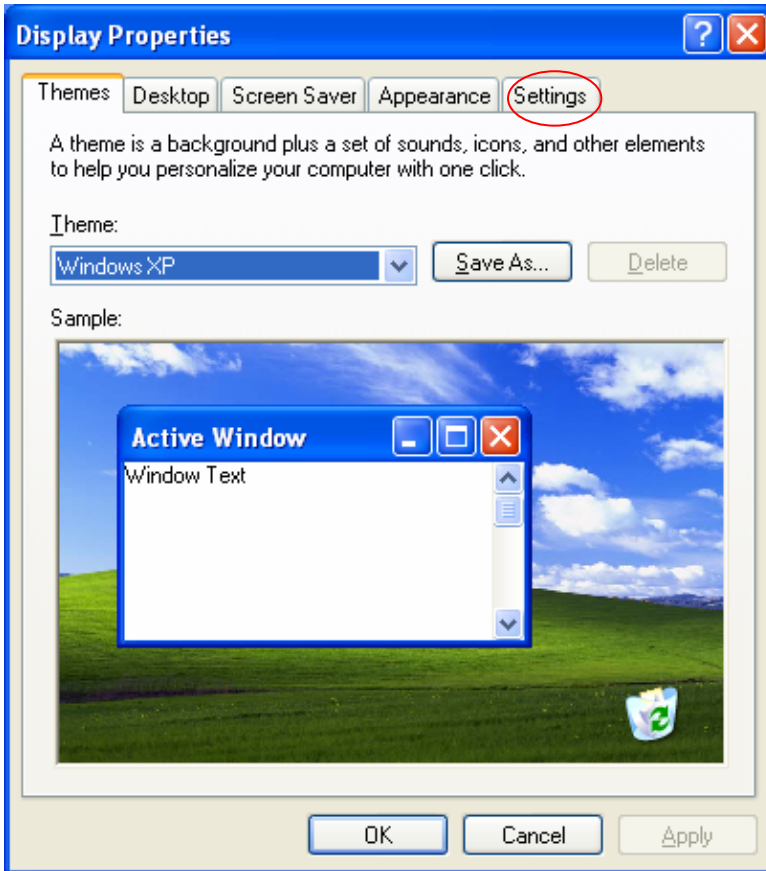 Display Properties
?
Themes Desktop Screen Saver Appearance Settings
A theme is a background plus a set of sounds, icons, and other elements
to help you personalize your computer with one click.
Theme:
Windows XP Save As... Delete
Sample:
Active Window
Window Text
OK Cancel Apply